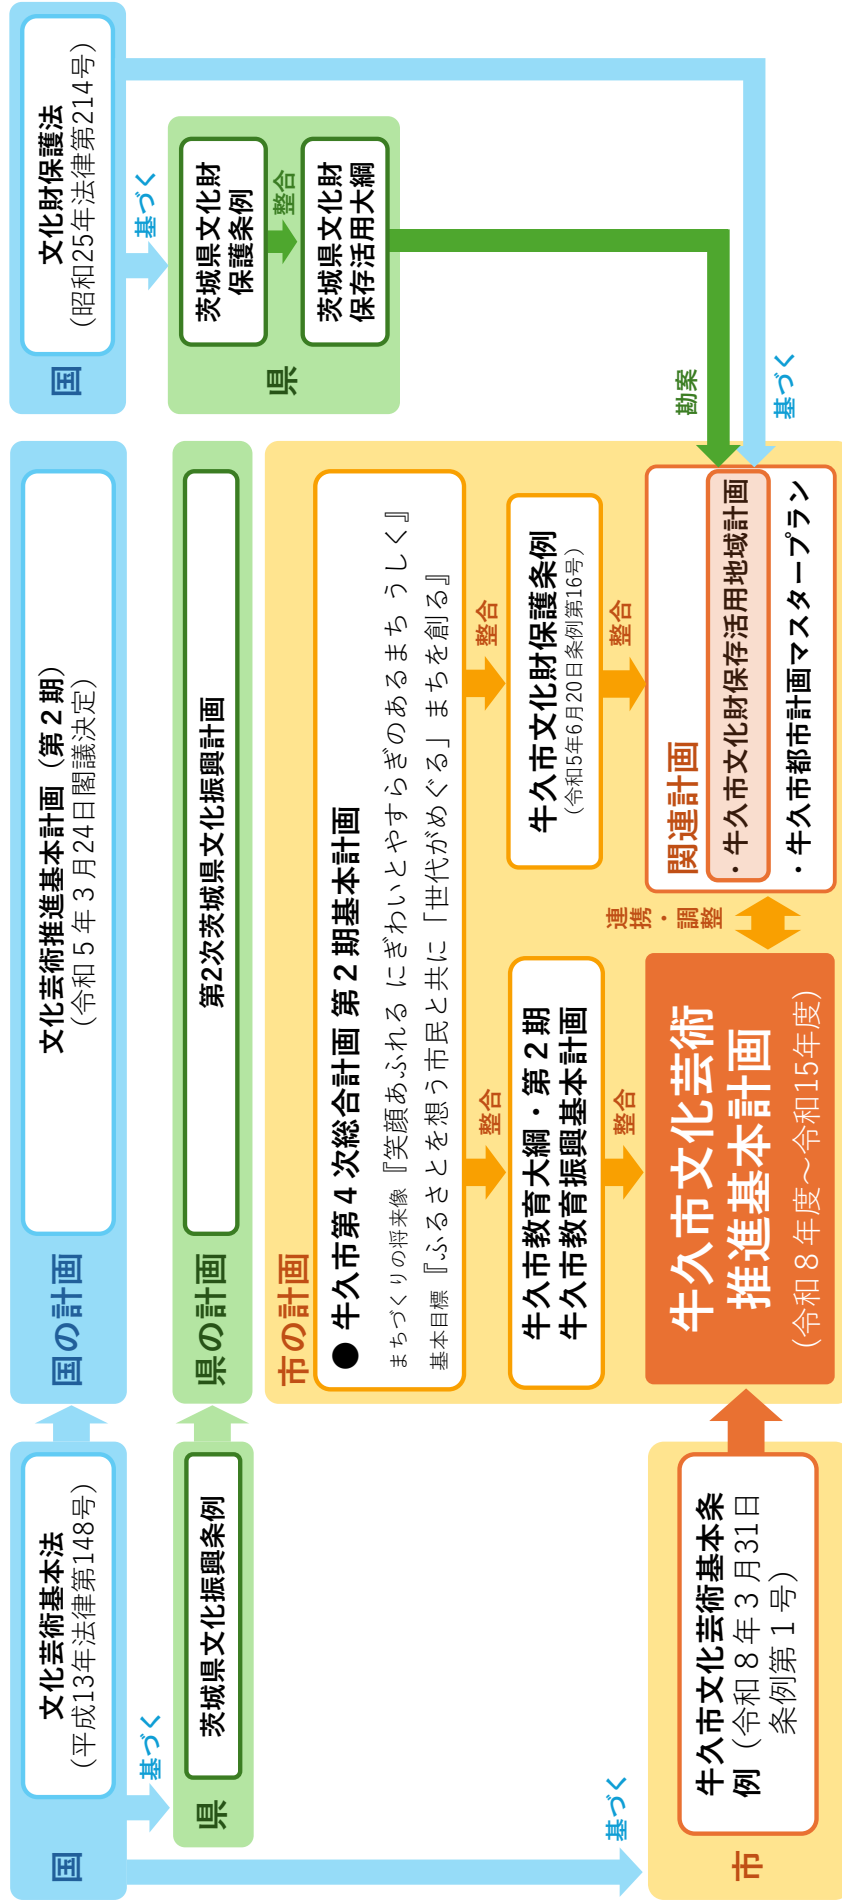 国
文化芸術基本法
(平成13年法律第148号)
基づく
県
茨城県文化振興条例
基づく
市
牛久市文化芸術基本条
例（令和８年３月31日
条例第１号）
国の計画
文化芸術推進基本計画（第２期）
（令和５年３月24日閣議決定）
県の計画
第2次茨城県文化振興計画
市の計画
● 牛久市第４次総合計画 第２期基本計画
まちづくりの将来像『笑顔あふれる にぎわいとやすらぎのあるまち うしく』
基本目標『ふるさとを想う市民と共に「世代がめぐる」まちを創る』
整合
整合
牛久市教育大綱・第２期
牛久市教育振興基本計画
牛久市文化財保護条例
(令和5年6月20日条例第16号)
整合
整合
牛久市文化芸術
推進基本計画
(令和８年度～令和15年度)
連携・調整
関連計画
・牛久市文化財保存活用地域計画
・牛久市都市計画マスタープラン
国
文化財保護法
(昭和25年法律第214号)
基づく
県
茨城県文化財
保護条例
整合
茨城県文化財
保存活用大綱
勘案
基づく